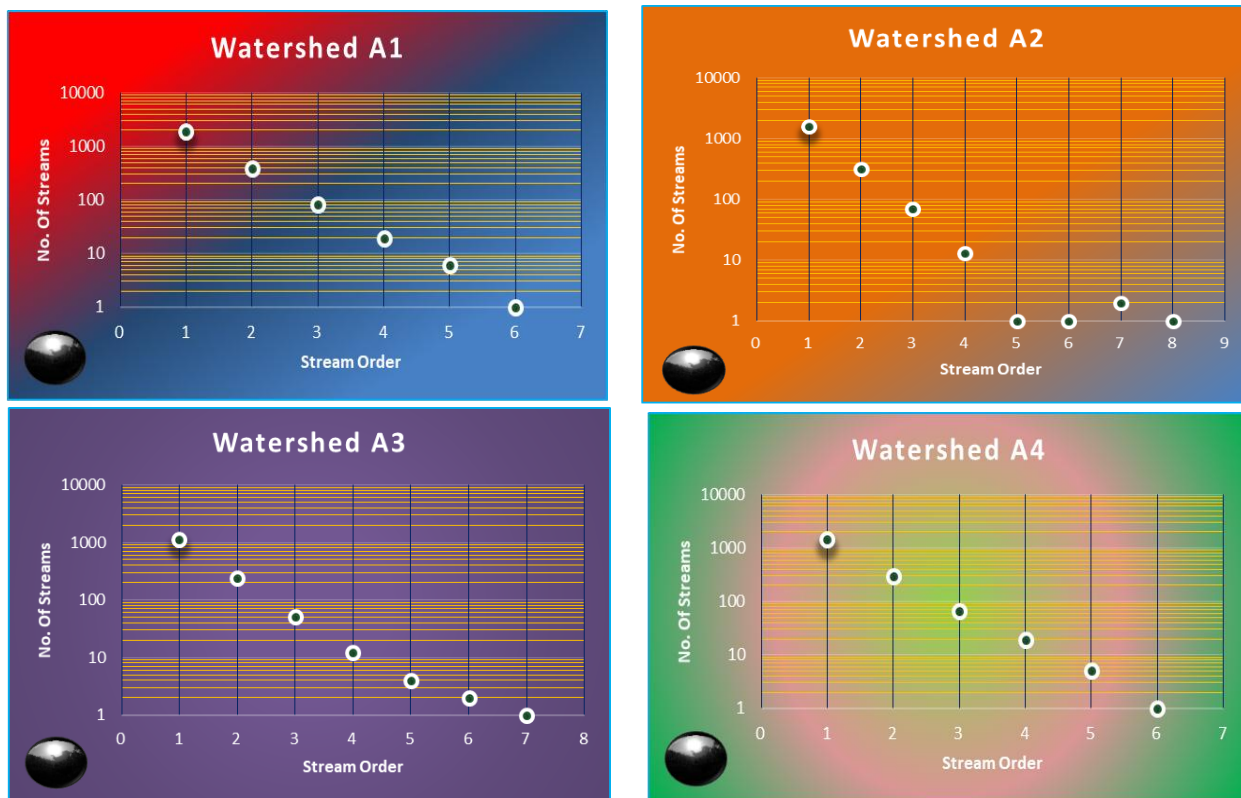 Watershed A1
No. Of Streams
10000
1000
100
10
1
0 1 2 3 4 5 6 7
Stream Order
Watershed A2
No. Of Streams
10000
1000
100
10
1
0 1 2 3 4 5 6 7 8 9
Stream Order
Watershed A3
No. Of Streams
10000
1000
100
10
1
0 1 2 3 4 5 6 7 8
Stream Order
Watershed A4
No. Of Streams
10000
1000
100
10
1
0 1 2 3 4 5 6 7
Stream Order